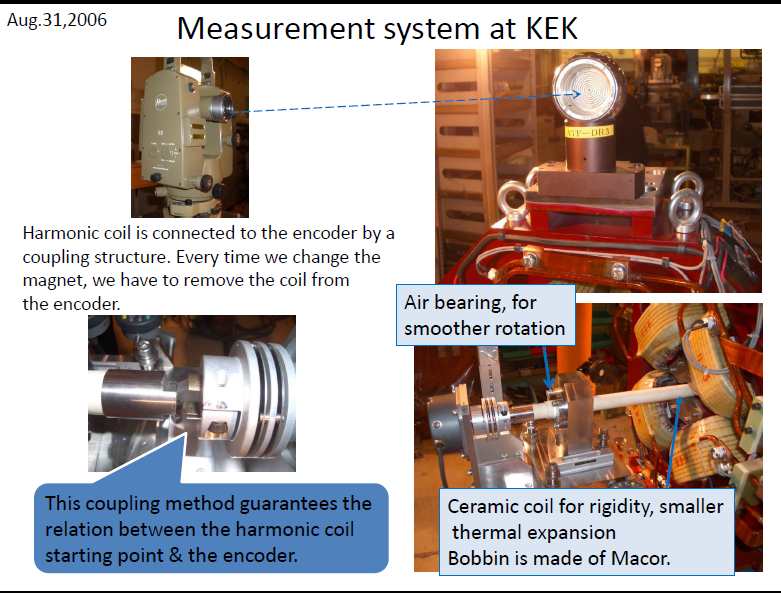 Aug.31,2006
Measurement system at KEK
ATF-DR3
Harmonic coil is connected to the encoder by a
coupling structure. Every time we change the
magnet, we have to remove the coil from
the encoder.
Air bearing, for
smoother rotation
This coupling method guarantees the
relation between the harmonic coil
starting point & the encoder.
Ceramic coil for rigidity, smaller
thermal expansion
Bobbin is made of Macor.